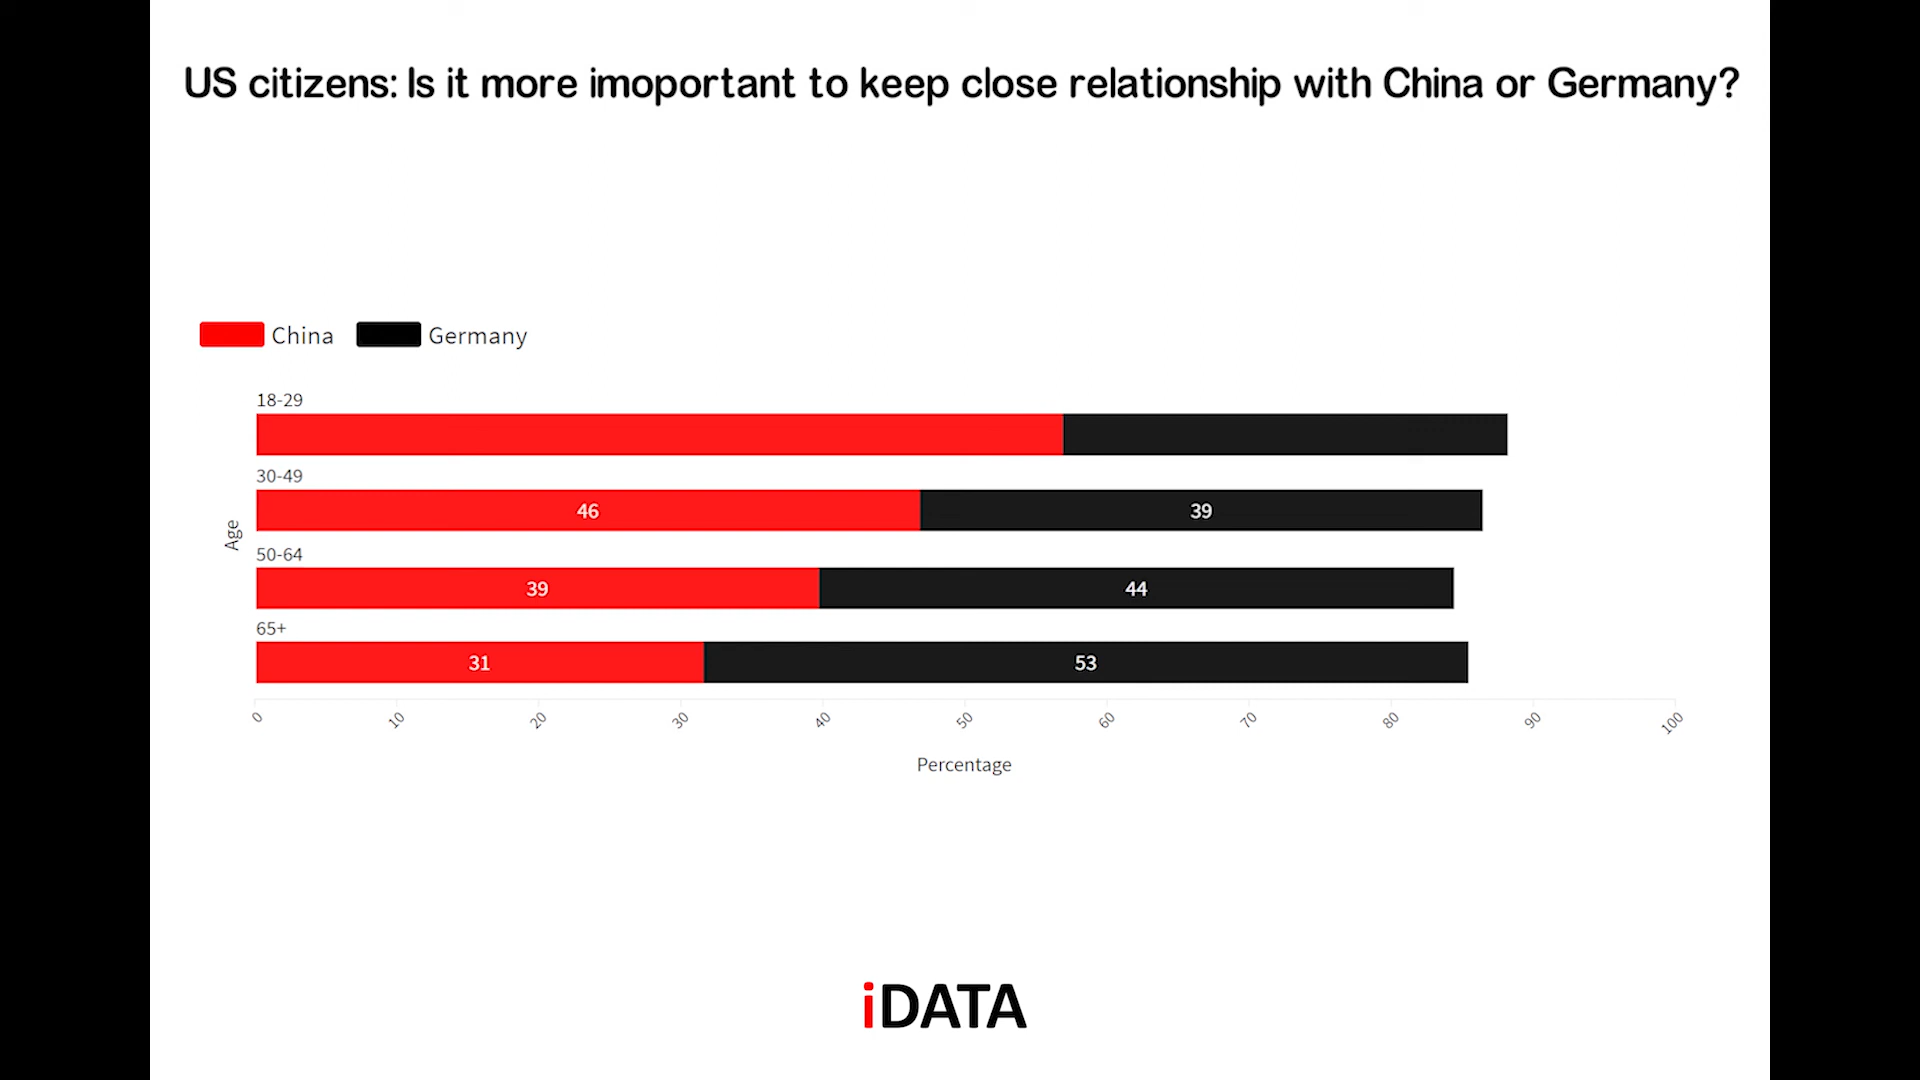 US citizens: Is it more imoportant to keep close relationship with China or Germany?
China Germany
18-29
30-49
46 39
Age
50-64
39 44
65+
31 53
0 10 20 30 40 50 60 70 80 90 100
Percentage
iDATA